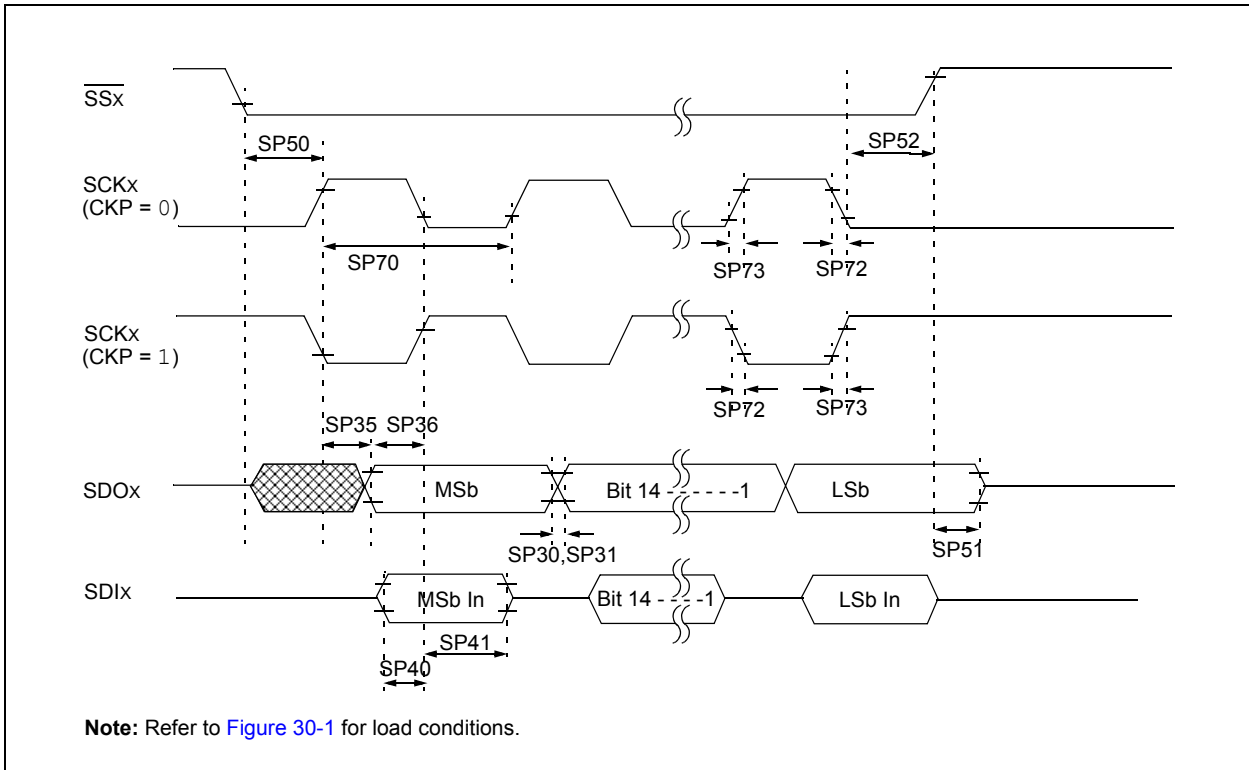 SSx
SP50
SP52
SCKx
(CKP = 0)
SP70
SP73
SP72
SCKx
(CKP = 1)
SP72
SP73
SP35
SP36
SDOx
MSb
Bit 14 - - - - - -1
LSb
SP30,SP31
SP51
SDIx
MSb In
Bit 14 - - - -1
LSb In
SP41
SP40
Note: Refer to Figure 30-1 for load conditions.